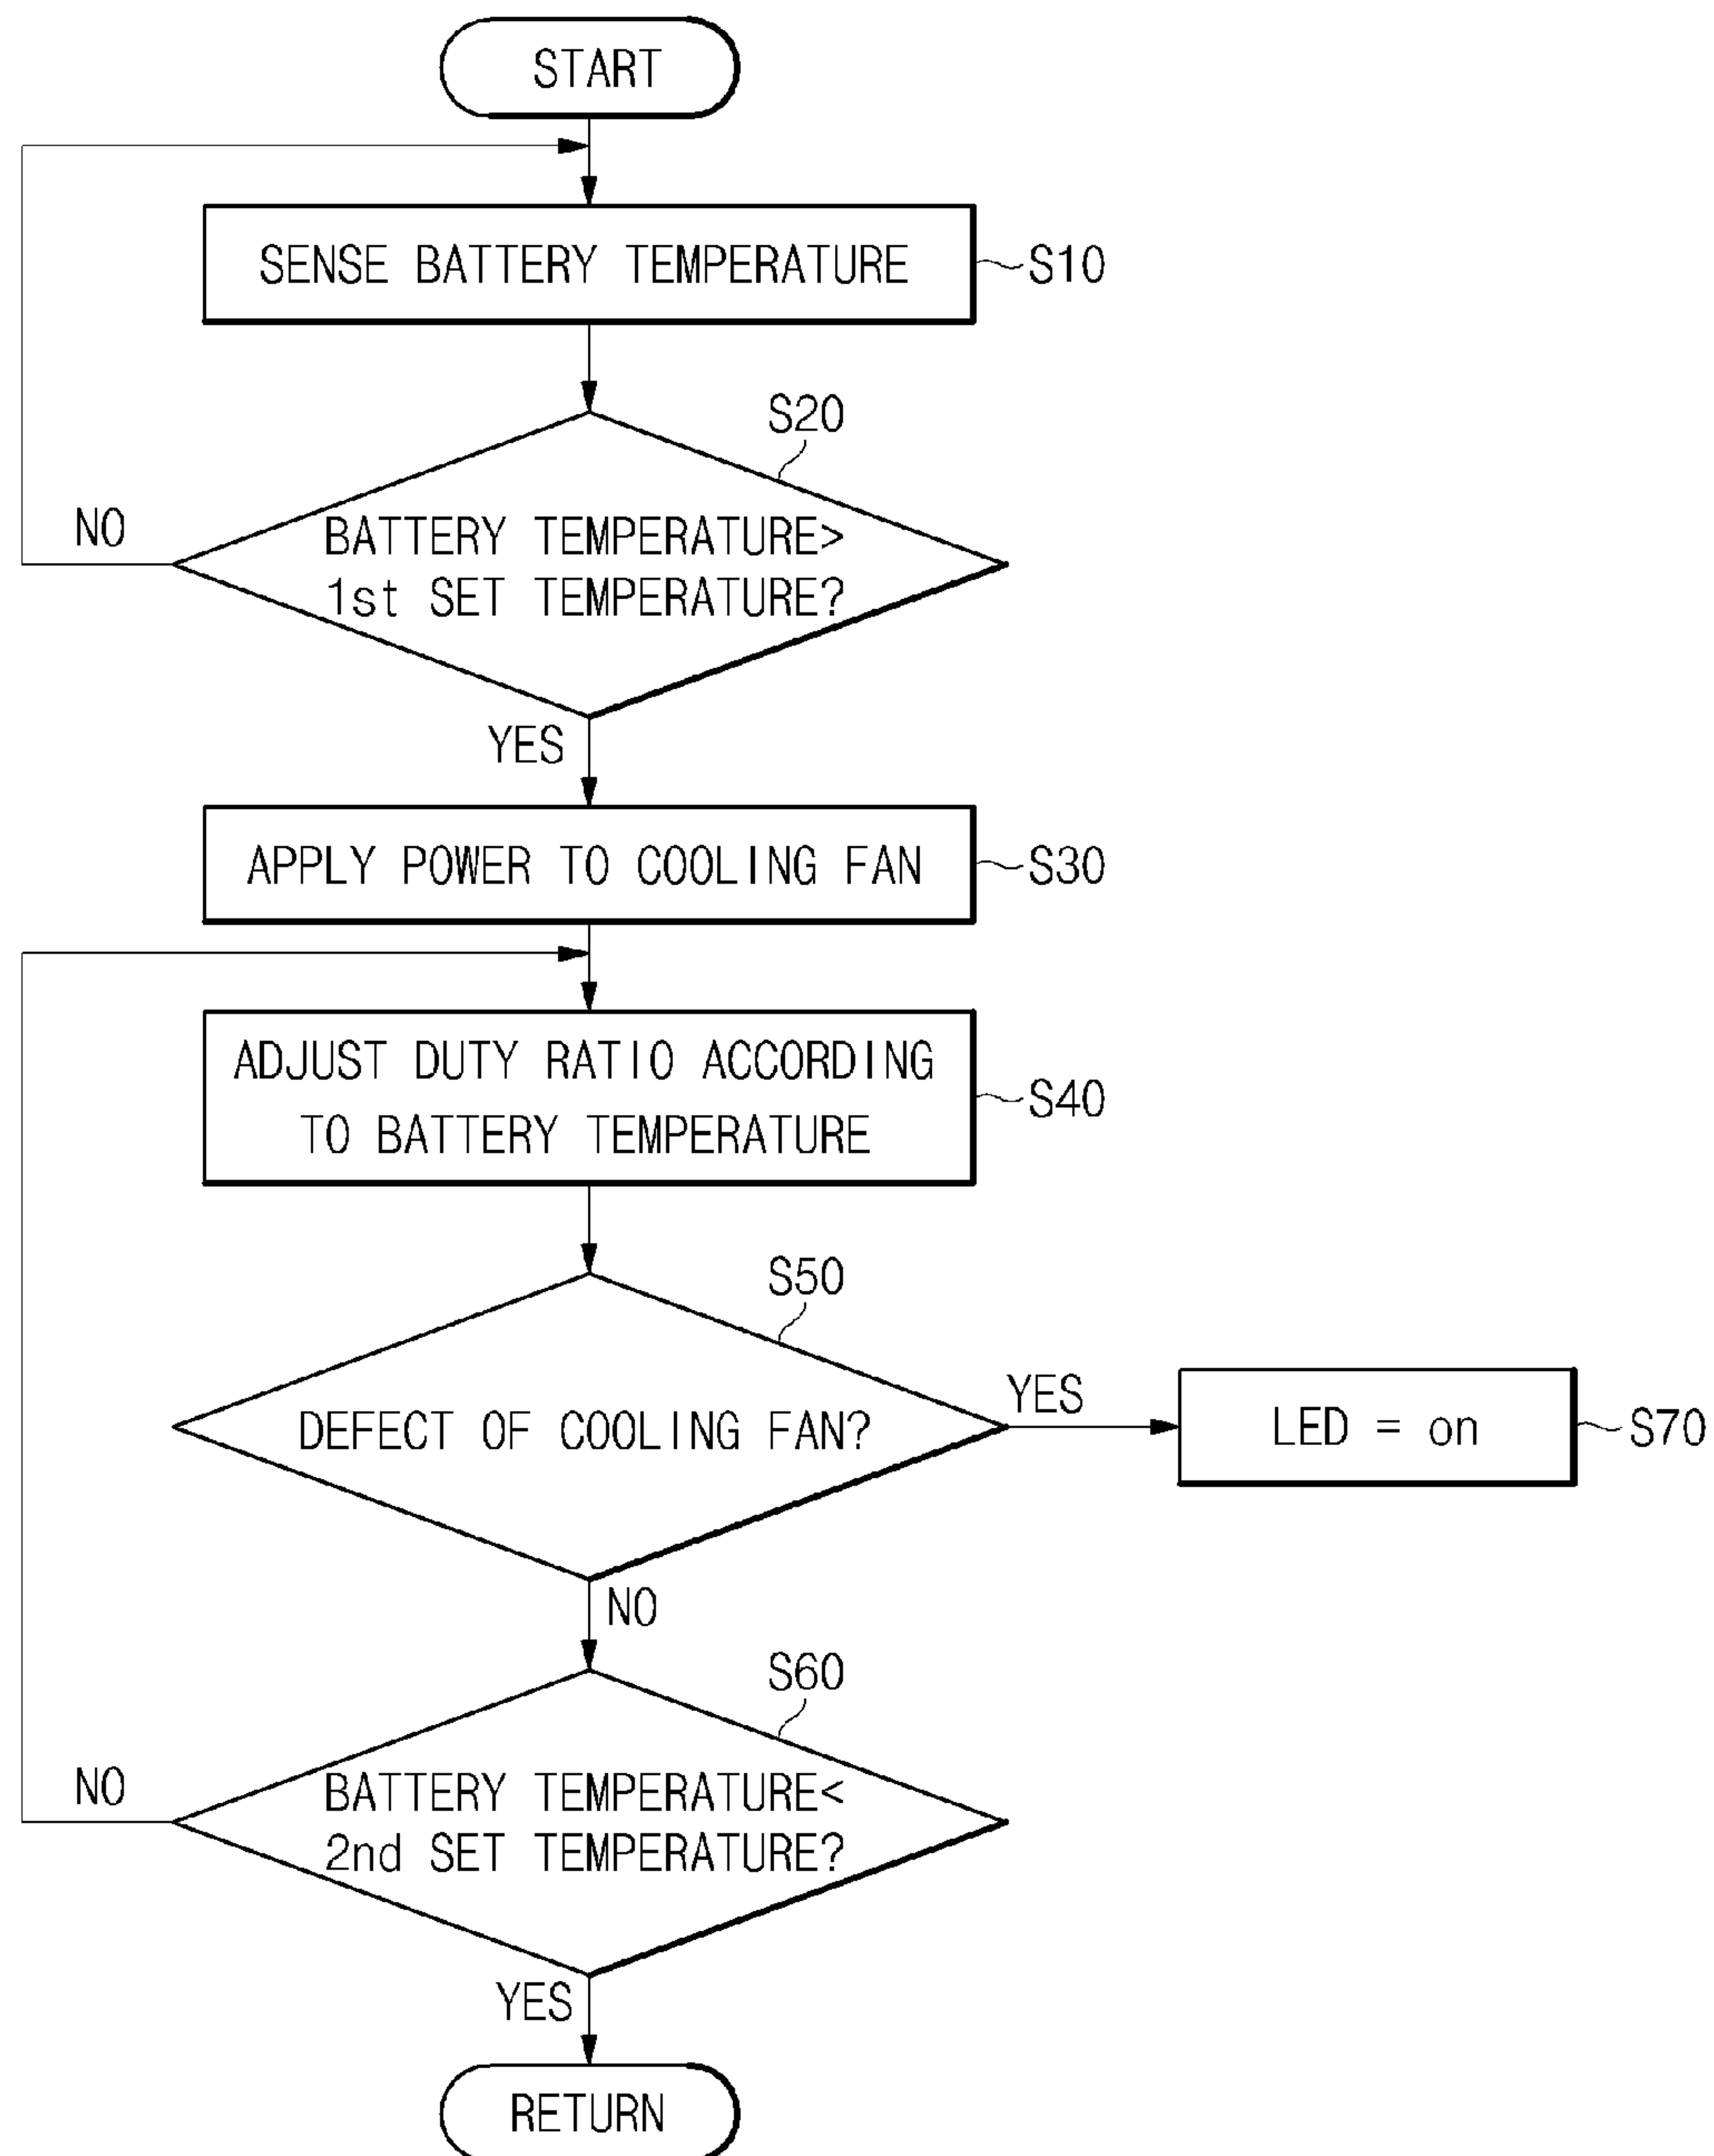 START
SENSE BATTERY TEMPERATURE
S10
S20
NO
BATTERY TEMPERATURE>
1st SET TEMPERATURE?
YES
APPLY POWER TO COOLING FAN
S30
ADJUST DUTY RATIO ACCORDING
TO BATTERY TEMPERATURE
S40
S50
DEFECT OF COOLING FAN?
YES
LED = on
S70
NO
S60
NO
BATTERY TEMPERATURE<
2nd SET TEMPERATURE?
YES
RETURN